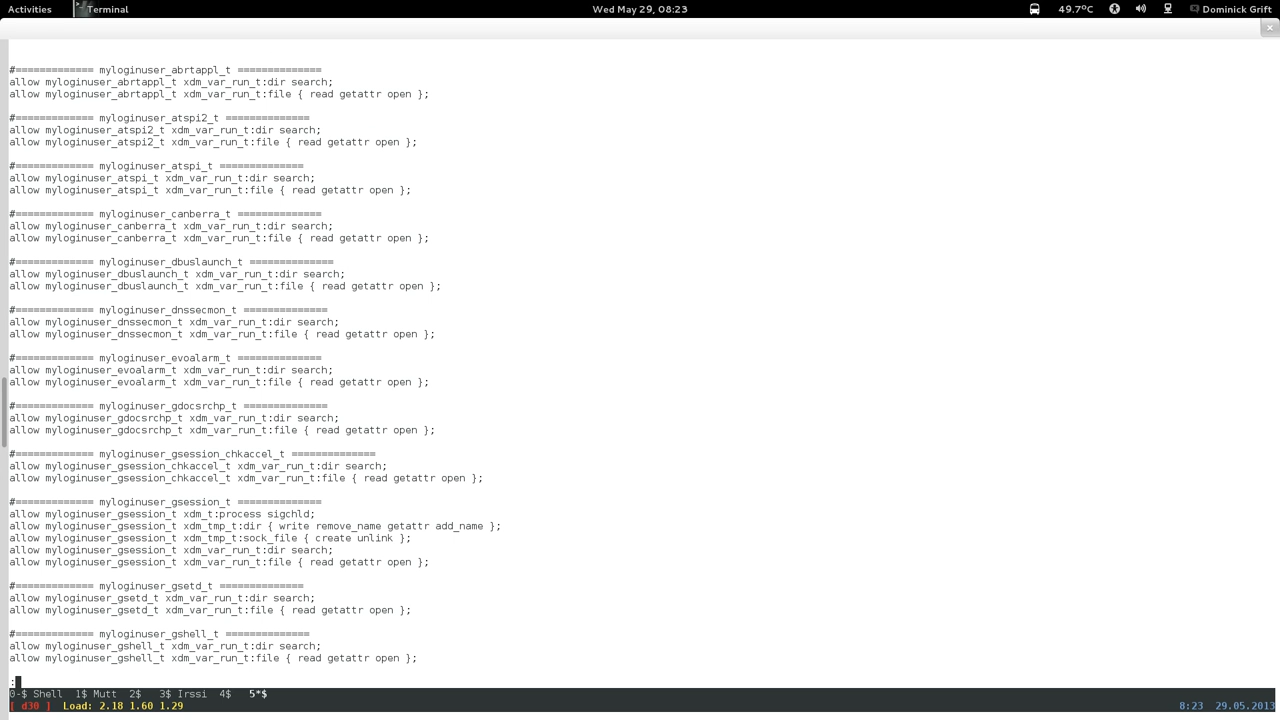 Activities Terminal Wed May 29, 08:23 49.7°C Dominick Grift
#============= myloginuser_abrtappl_t ==============
allow myloginuser_abrtappl_t xdm_var_run_t:dir search;
allow myloginuser_abrtappl_t xdm_var_run_t:file { read getattr open };
#============= myloginuser_atspi2_t ==============
allow myloginuser_atspi2_t xdm_var_run_t:dir search;
allow myloginuser_atspi2_t xdm_var_run_t:file { read getattr open };
#============= myloginuser_atspi_t ==============
allow myloginuser_atspi_t xdm_var_run_t:dir search;
allow myloginuser_atspi_t xdm_var_run_t:file { read getattr open };
#============= myloginuser_canberra_t ==============
allow myloginuser_canberra_t xdm_var_run_t:dir search;
allow myloginuser_canberra_t xdm_var_run_t:file { read getattr open };
#============= myloginuser_dbuslaunch_t ==============
allow myloginuser_dbuslaunch_t xdm_var_run_t:dir search;
allow myloginuser_dbuslaunch_t xdm_var_run_t:file { read getattr open };
#============= myloginuser_dnssecmon_t ==============
allow myloginuser_dnssecmon_t xdm_var_run_t:dir search;
allow myloginuser_dnssecmon_t xdm_var_run_t:file { read getattr open };
#============= myloginuser_evoalarm_t ==============
allow myloginuser_evoalarm_t xdm_var_run_t:dir search;
allow myloginuser_evoalarm_t xdm_var_run_t:file { read getattr open };
#============= myloginuser_gdocsrchp_t ==============
allow myloginuser_gdocsrchp_t xdm_var_run_t:dir search;
allow myloginuser_gdocsrchp_t xdm_var_run_t:file { read getattr open };
#============= myloginuser_gsession_chkaccel_t ==============
allow myloginuser_gsession_chkaccel_t xdm_var_run_t:dir search;
allow myloginuser_gsession_chkaccel_t xdm_var_run_t:file { read getattr open };
#============= myloginuser_gsession_t ==============
allow myloginuser_gsession_t xdm_t:process sigchld;
allow myloginuser_gsession_t xdm_tmp_t:dir { write remove_name getattr add_name };
allow myloginuser_gsession_t xdm_tmp_t:sock_file { create unlink };
allow myloginuser_gsession_t xdm_var_run_t:dir search;
allow myloginuser_gsession_t xdm_var_run_t:file { read getattr open };
#============= myloginuser_gsetd_t ==============
allow myloginuser_gsetd_t xdm_var_run_t:dir search;
allow myloginuser_gsetd_t xdm_var_run_t:file { read getattr open };
#============= myloginuser_gshell_t ==============
allow myloginuser_gshell_t xdm_var_run_t:dir search;
allow myloginuser_gshell_t xdm_var_run_t:file { read getattr open };
:
0-$ Shell 1$ Mutt 2$ 3$ Irssi 4$ 5*$
[ d30 ] Load: 2.18 1.60 1.29 8:23 29.05.2013